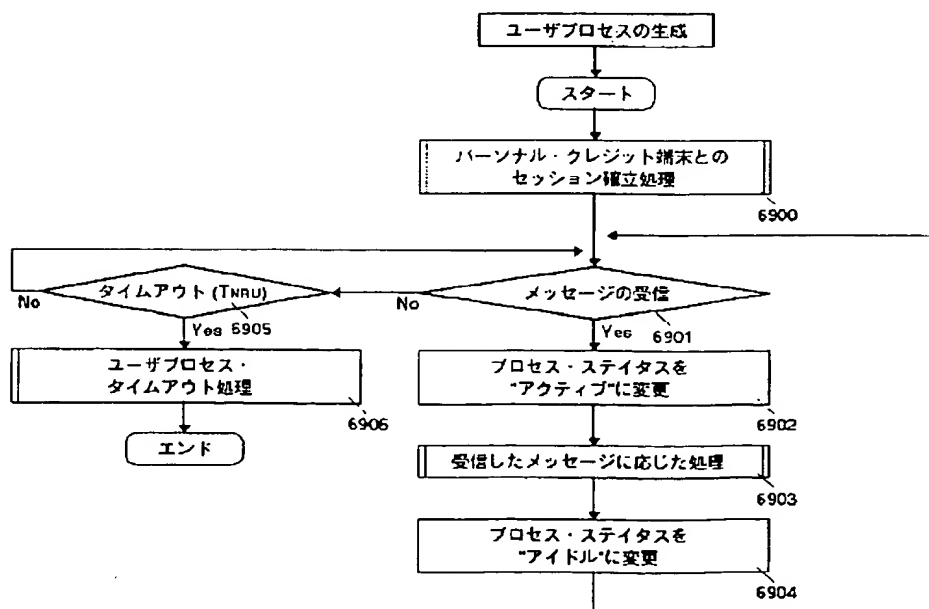 ユーザプロセスの生成
スタート
パーソナル・クレジット端末との
セッション確立処理
6900
メッセージの受信
6901
No
Yes
タイムアウト (TNRU)
6905
No
Yes
ユーザプロセス・
タイムアウト処理
6906
エンド
プロセス・ステイタスを
"アクティブ"に変更
6902
受信したメッセージに応じた処理
6903
プロセス・ステイタスを
"アイドル"に変更
6904